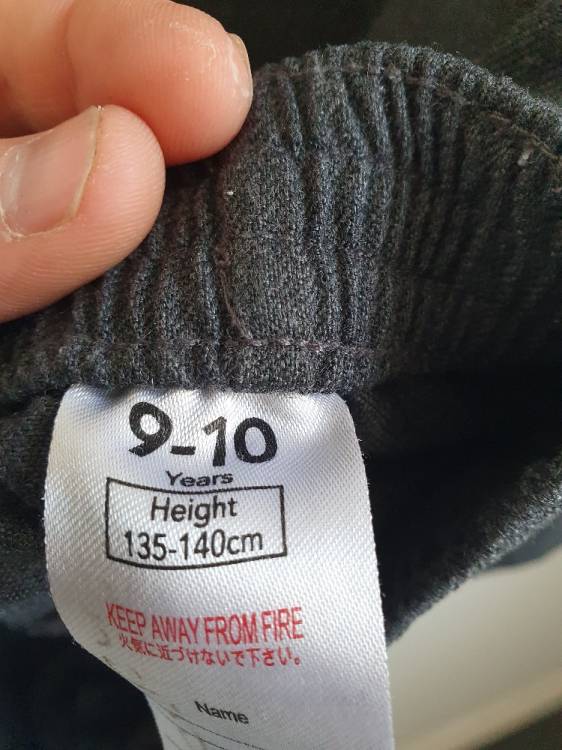 9-10
Years
Height
135-140cm
KEEP AWAY FROM FIRE
火気に近づけないで下さい。
Name